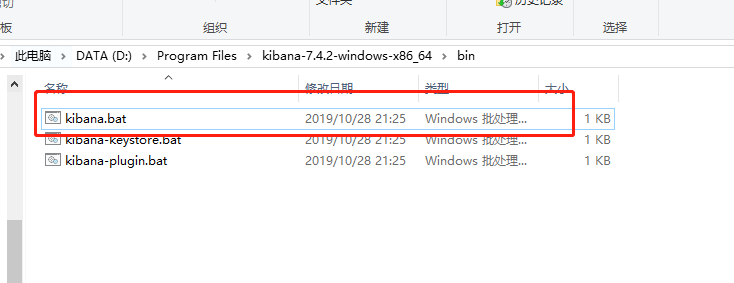 剪切
文件夹
历史记录
板
组织
新建
打开
选择
此电脑 > DATA (D:) > Program Files > kibana-7.4.2-windows-x86_64 > bin
名称 修改日期 类型 大小
kibana.bat 2019/10/28 21:25 Windows 批处理... 1 KB
kibana-keystore.bat 2019/10/28 21:25 Windows 批处理... 1 KB
kibana-plugin.bat 2019/10/28 21:25 Windows 批处理... 1 KB